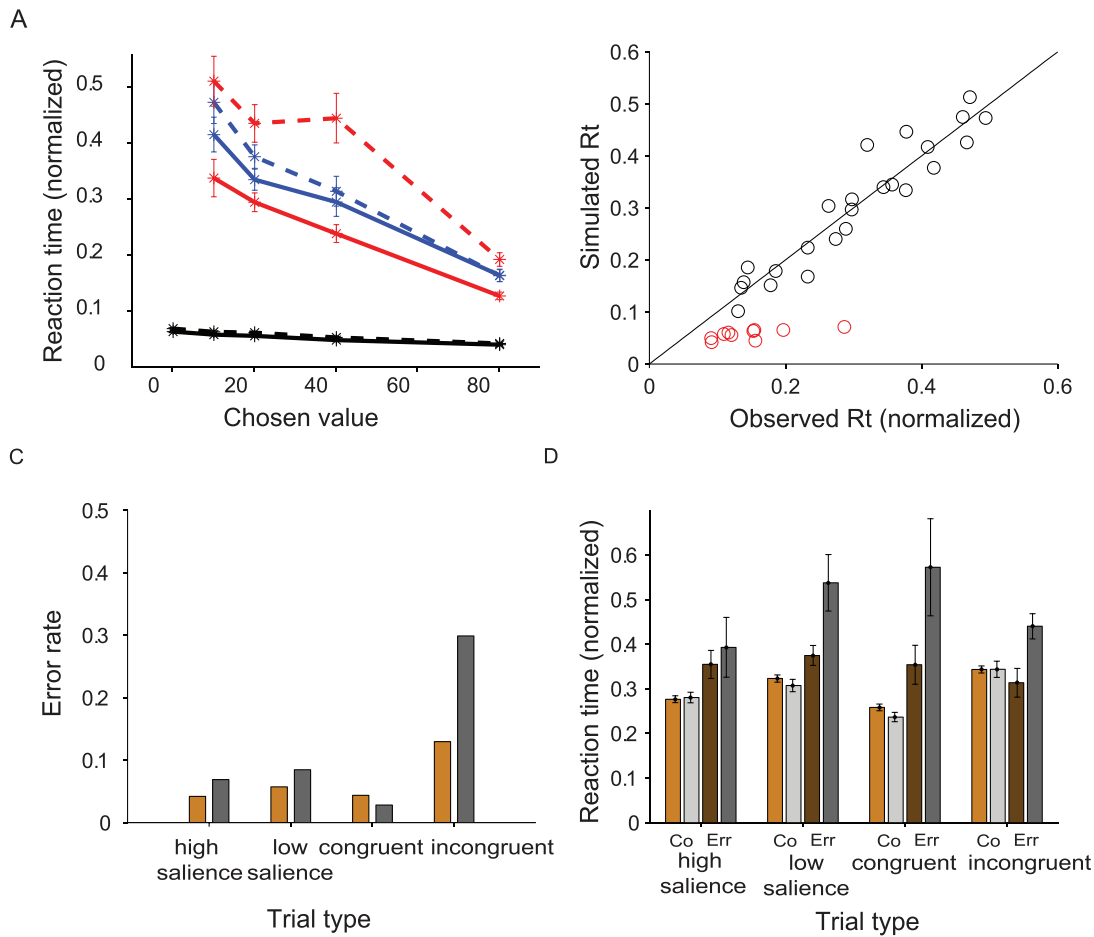 A
Reaction time (normalized)
0.5
0.4
0.3
0.2
0.1
0
0 20 40 60 80
Chosen value
Simulated Rt
0.6
0.5
0.4
0.3
0.2
0.1
0
0 0.2 0.4 0.6
Observed Rt (normalized)
C
Error rate
0.5
0.4
0.3
0.2
0.1
0
high low congruent incongruent
salience salience
Trial type
D
Reaction time (normalized)
0.6
0.5
0.4
0.3
0.2
0.1
0
Co Err Co Err Co Err Co Err
high low congruent incongruent
salience salience
Trial type